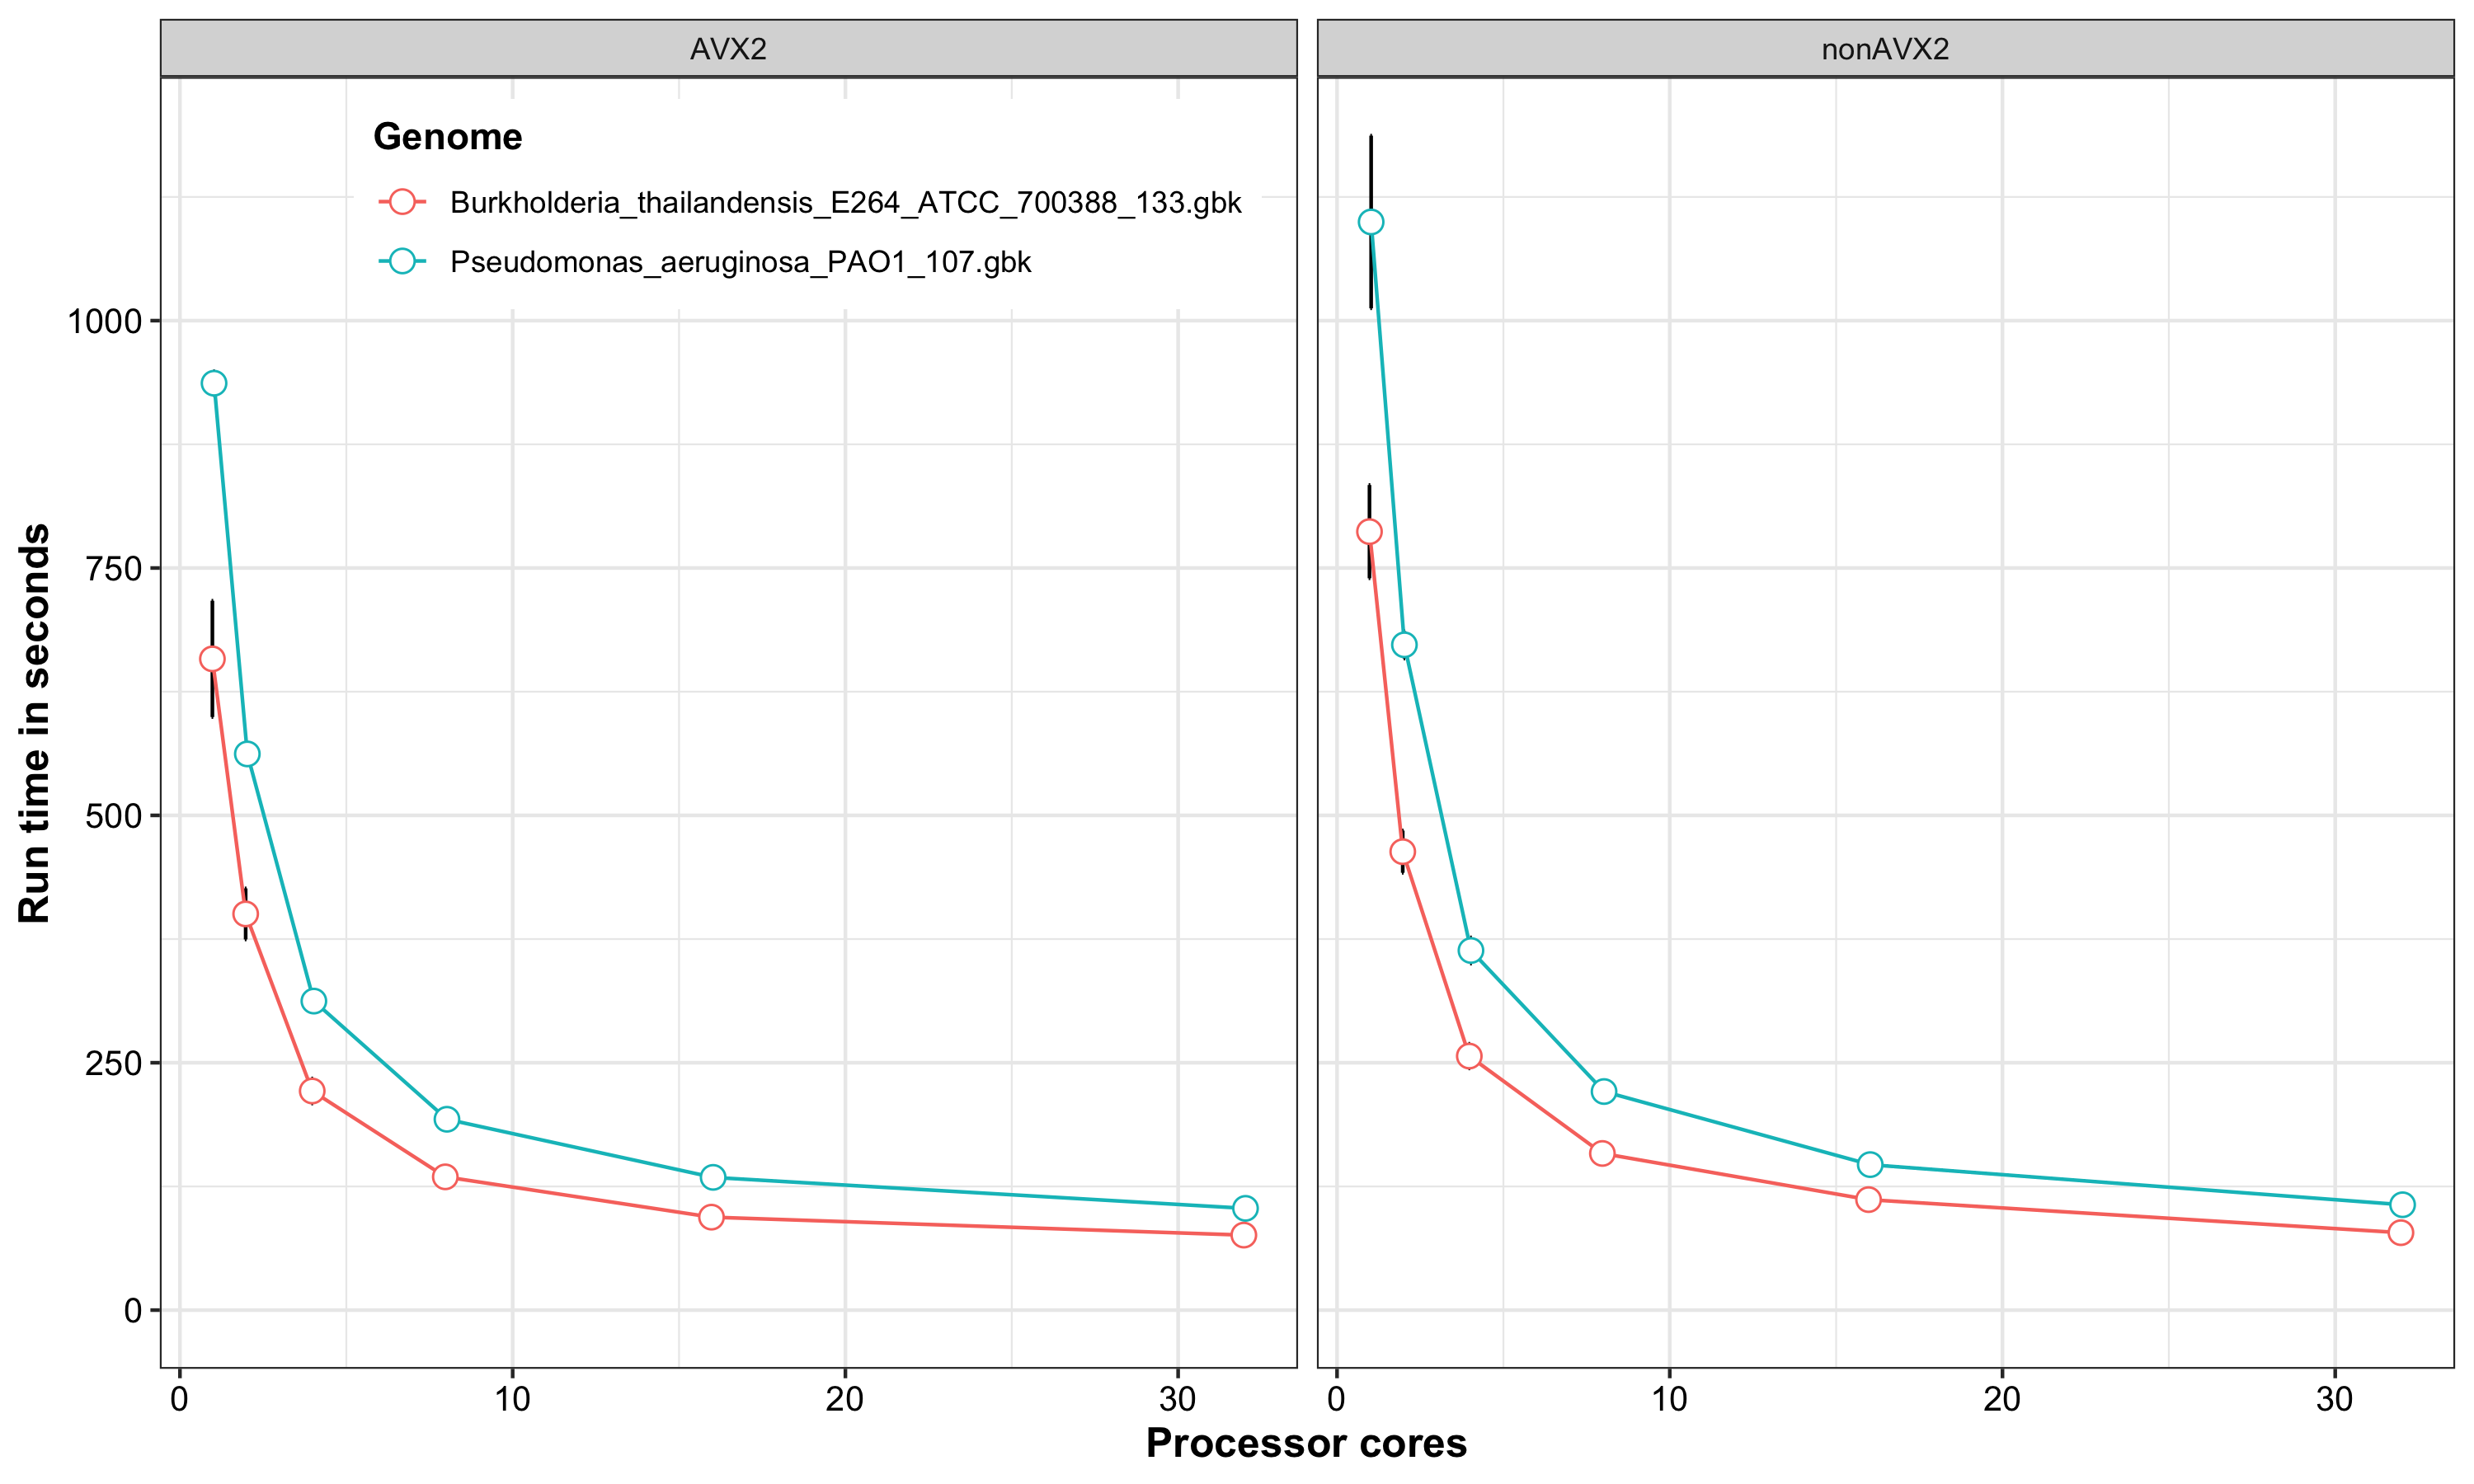 AVX2
nonAVX2
Genome
Burkholderia_thailandensis_E264_ATCC_700388_133.gbk
Pseudomonas_aeruginosa_PAO1_107.gbk
Run time in seconds
1000
750
500
250
0
0 10 20 30
0 10 20 30
Processor cores